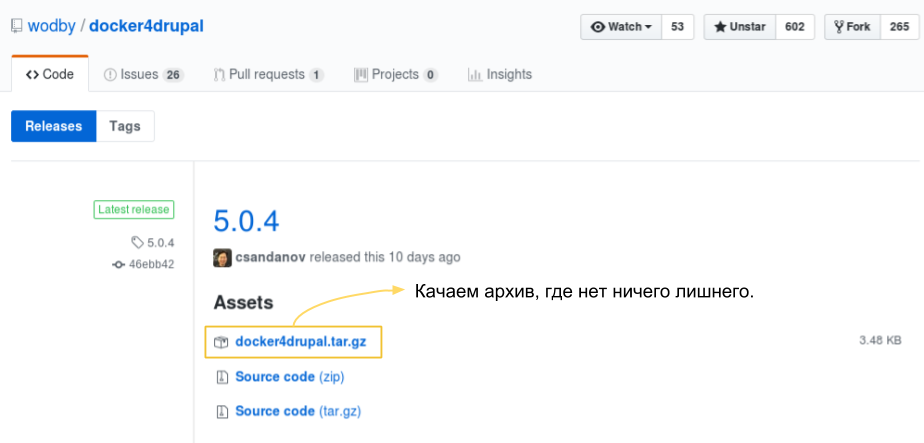 wodby / docker4drupal
Watch 53 Unstar 602 Fork 265
Code Issues 26 Pull requests 1 Projects 0 Insights
Releases Tags
Latest release
5.0.4
46ebb42
5.0.4
csandanov released this 10 days ago
Assets
Качаем архив, где нет ничего лишнего.
docker4drupal.tar.gz 3.48 KB
Source code (zip)
Source code (tar.gz)